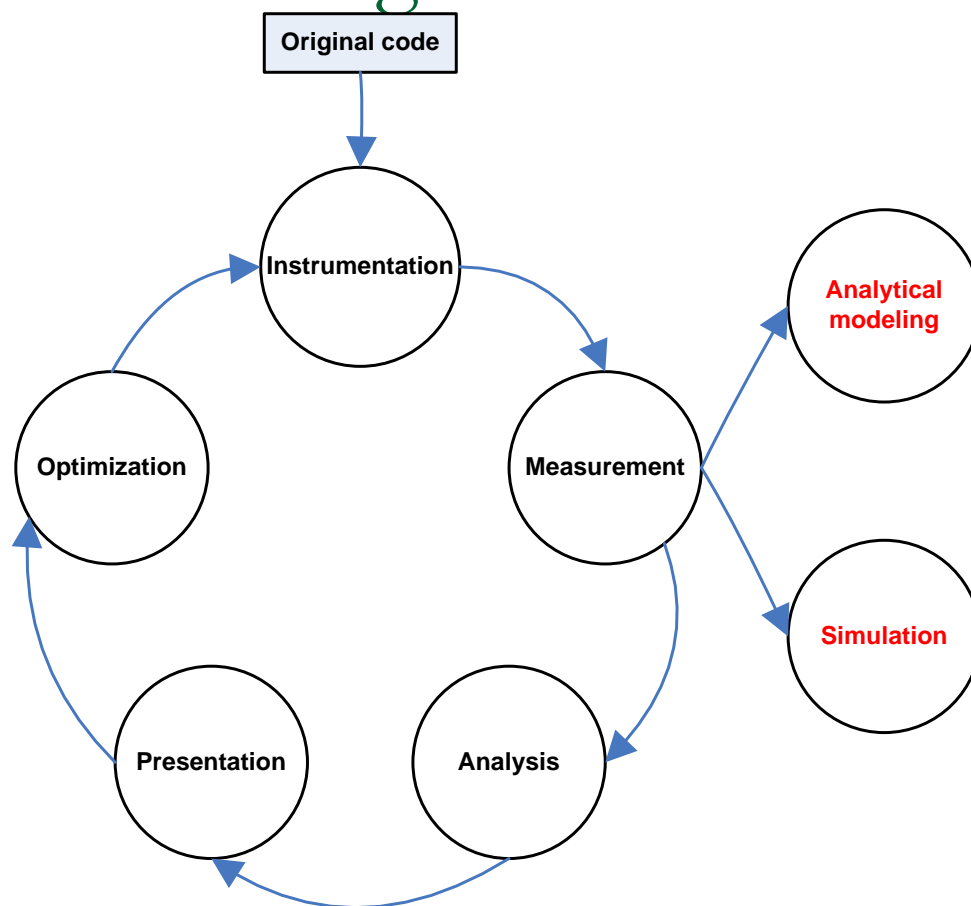 Original code
Instrumentation
Analytical
modeling
Optimization
Measurement
Simulation
Presentation
Analysis